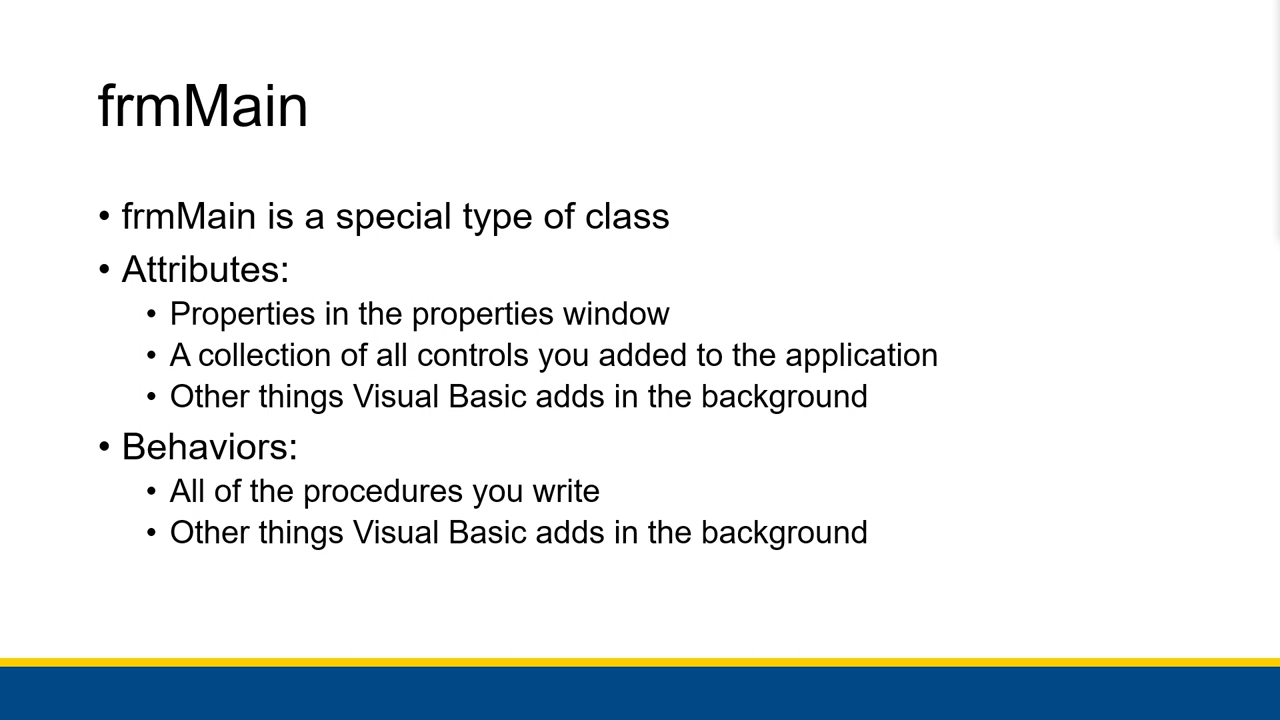 frmMain
• frmMain is a special type of class
• Attributes:
• Properties in the properties window
• A collection of all controls you added to the application
• Other things Visual Basic adds in the background
• Behaviors:
• All of the procedures you write
• Other things Visual Basic adds in the background